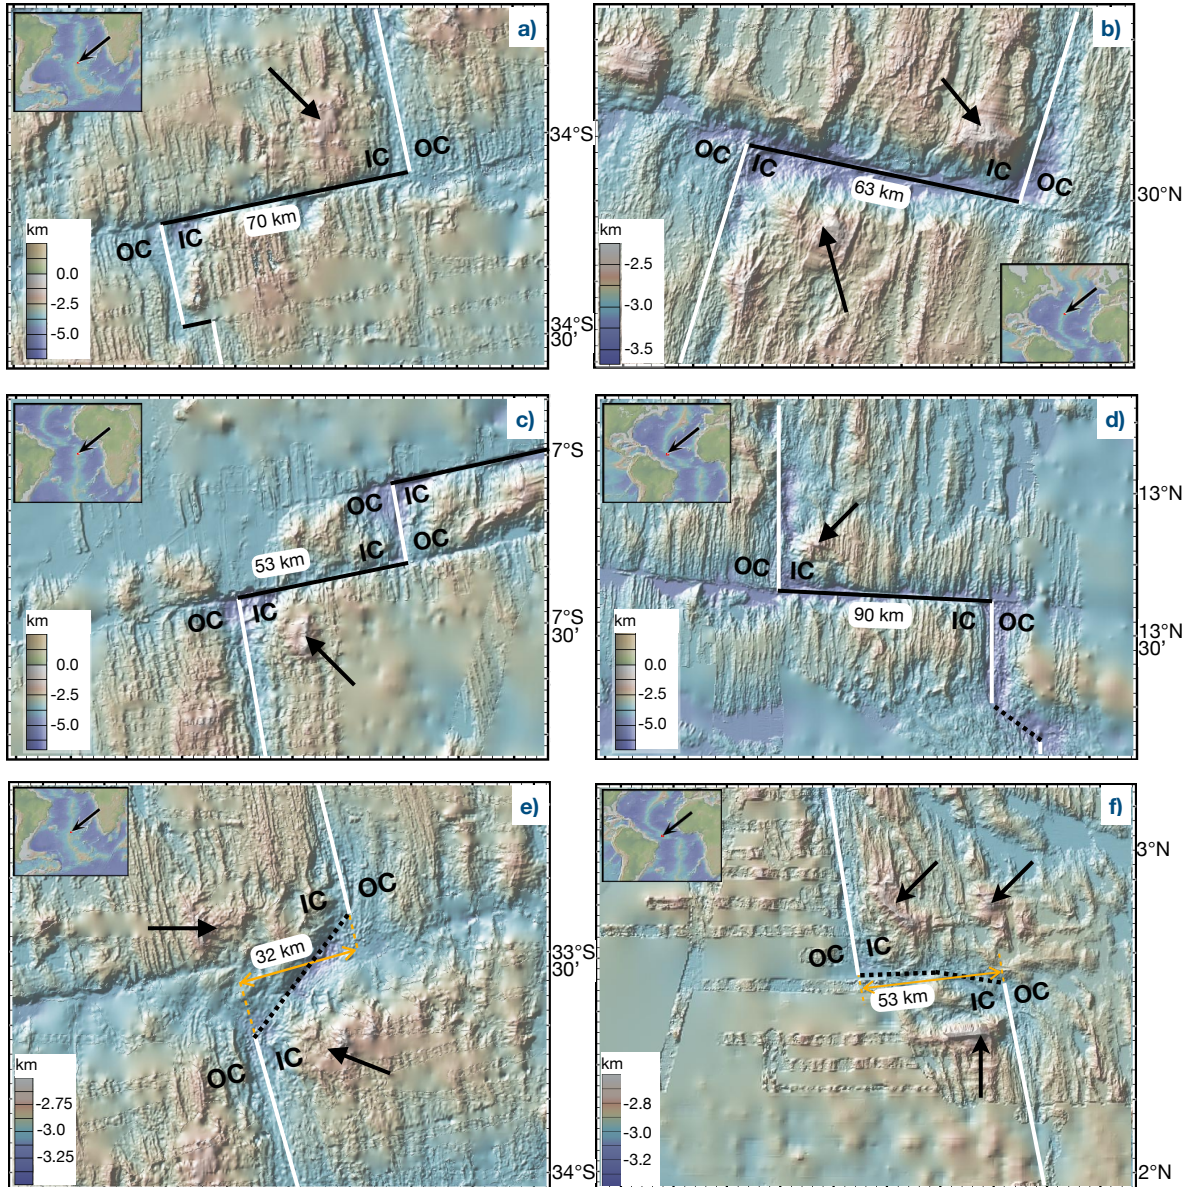 a)
IC
OC
34°S
70 km
OC
IC
km
0.0
-2.5
-5.0
34°S
30'
b)
OC
IC
IC
OC
63 km
30°N
km
-2.5
-3.0
-3.5
c)
7°S
OC
IC
IC
OC
53 km
OC
IC
7°S
30'
km
0.0
-2.5
-5.0
d)
13°N
OC
IC
90 km
IC
OC
13°N
30'
km
0.0
-2.5
-5.0
e)
IC
OC
32 km
33°S
30'
OC
IC
km
-2.75
-3.0
-3.25
34°S
f)
3°N
OC
IC
53 km
IC
OC
km
-2.8
-3.0
-3.2
2°N